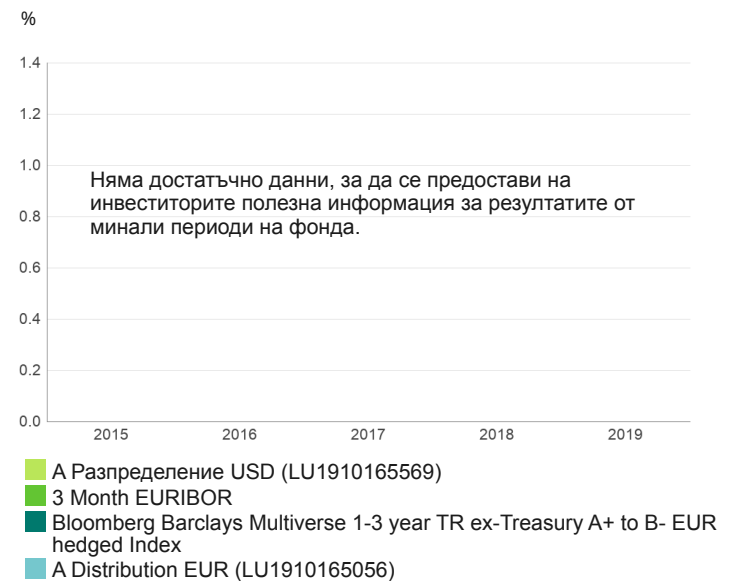 %
1.4
1.2
1.0
Няма достатъчно данни, за да се предостави на
инвеститорите полезна информация за резултатите от
минали периоди на фонда.
0.8
0.6
0.4
0.2
0.0
2015 2016 2017 2018 2019
А Разпределение USD (LU1910165569)
3 Month EURIBOR
Bloomberg Barclays Multiverse 1-3 year TR ex-Treasury A+ to B- EUR
hedged Index
A Distribution EUR (LU1910165056)